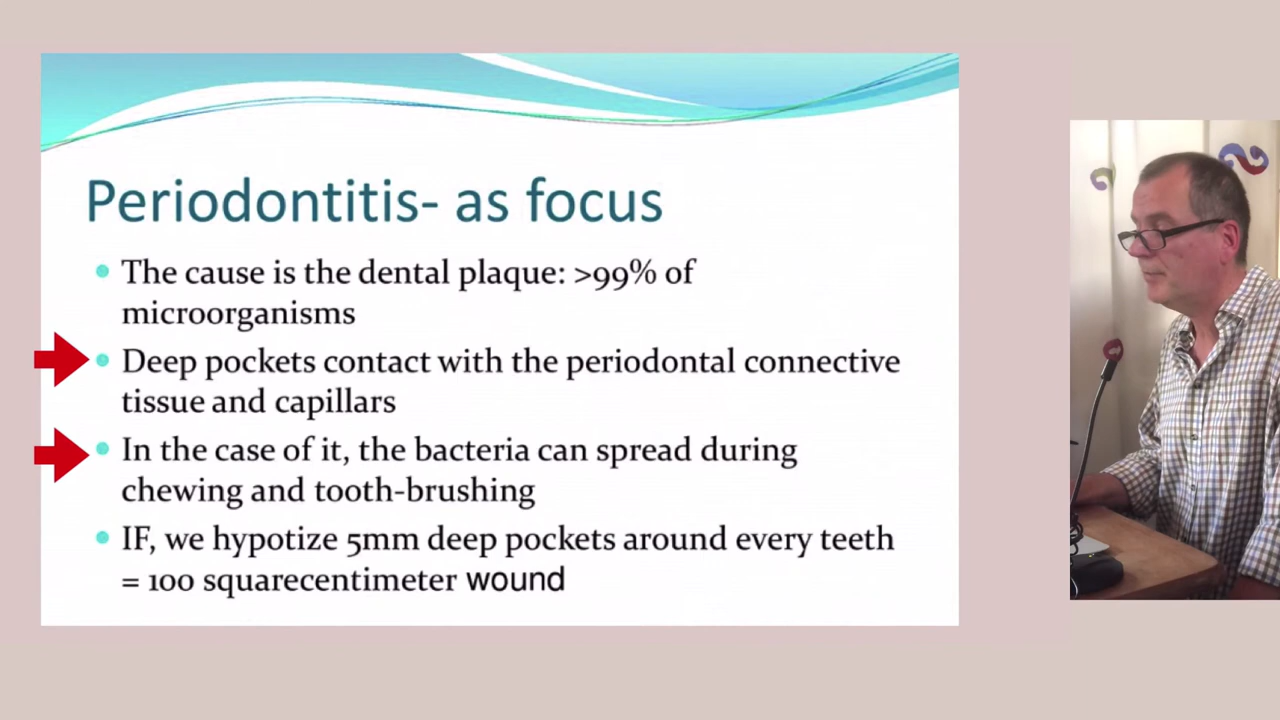 Periodontitis- as focus
The cause is the dental plaque: >99% of
microorganisms
Deep pockets contact with the periodontal connective
tissue and capillars
In the case of it, the bacteria can spread during
chewing and tooth-brushing
IF, we hypotize 5mm deep pockets around every teeth
= 100 squarecentimeter wound